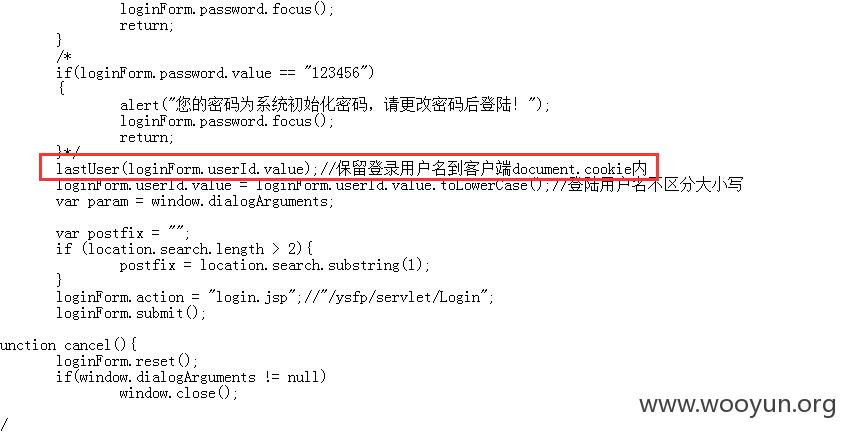 loginForm.password.focus();
return;
}
/*
if(loginForm.password.value == "123456")
{
alert("您的密码为系统初始化密码，请更改密码后登陆！");
loginForm.password.focus();
return;
}*/
lastUser(loginForm.userId.value);//保留登录用户名到客户端document.cookie内
loginForm.userId.value = loginForm.userId.value.toLowerCase();//登陆用户名不区分大小写
var param = window.dialogArguments;
var postfix = "";
if (location.search.length > 2){
postfix = location.search.substring(1);
}
loginForm.action = "login.jsp";//"/ysfp/servlet/Login";
loginForm.submit();
unction cancel(){
loginForm.reset();
if(window.dialogArguments != null)
window.close();
/
www.wooyun.org